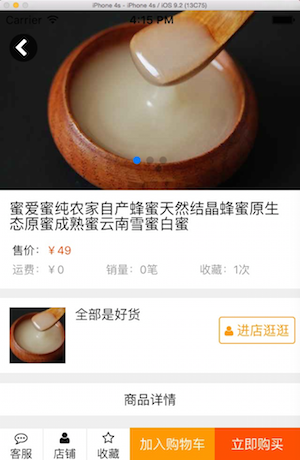 iPhone 4s - iPhone 4s / iOS 9.2 (13C75)
Carrier 4:15 PM
蜜爱蜜纯农家自产蜂蜜天然结晶蜂蜜原生
态原蜜成熟蜜云南雪蜜白蜜
售价：￥49
运费：￥0 销量：0笔 收藏：1次
全部是好货
进店逛逛
商品详情
客服 店铺 收藏 加入购物车 立即购买